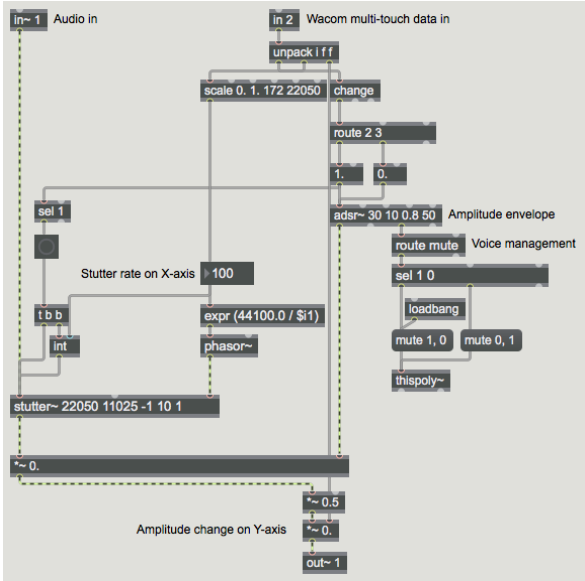 in~ 1
Audio in
in 2
Wacom multi-touch data in
unpack i f f
scale 0. 1. 172 22050
change
route 2 3
1.
0.
sel 1
adsr~ 30 10 0.8 50
Amplitude envelope
route mute
Voice management
Stutter rate on X-axis
100
sel 1 0
loadbang
t b b
expr (44100.0 / $i1)
int
phasor~
mute 1, 0
mute 0, 1
thispoly~
stutter~ 22050 11025 -1 10 1
*~ 0.
*~ 0.5
Amplitude change on Y-axis
*~ 0.
out~ 1